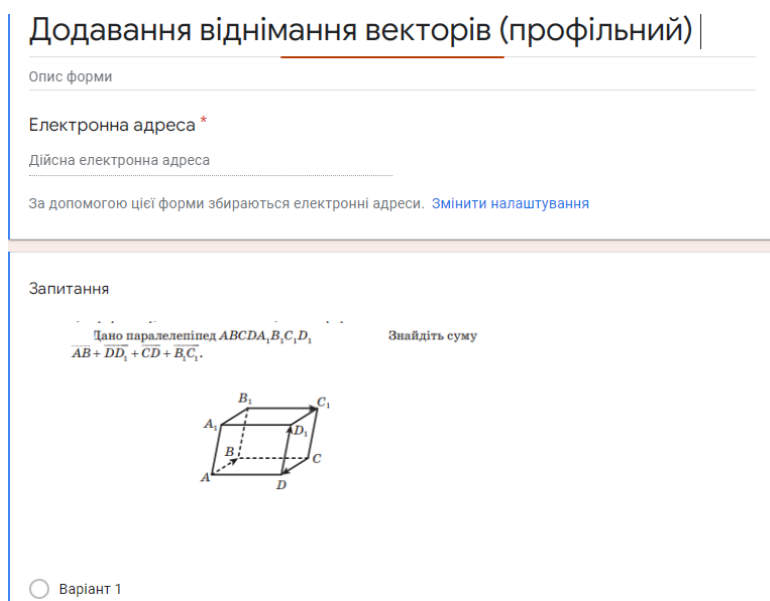 Додавання віднімання векторів (профільний)
Опис форми
Електронна адреса *
Дійсна електронна адреса
За допомогою цієї форми збираються електронні адреси. Змінити налаштування
Запитання
Дано паралелепіпед ABCDA₁B₁C₁D₁ Знайдіть суму
AB + DD₁ + CD + B₁C₁.
B₁ C₁
A₁ D₁
B C
A D
Варіант 1